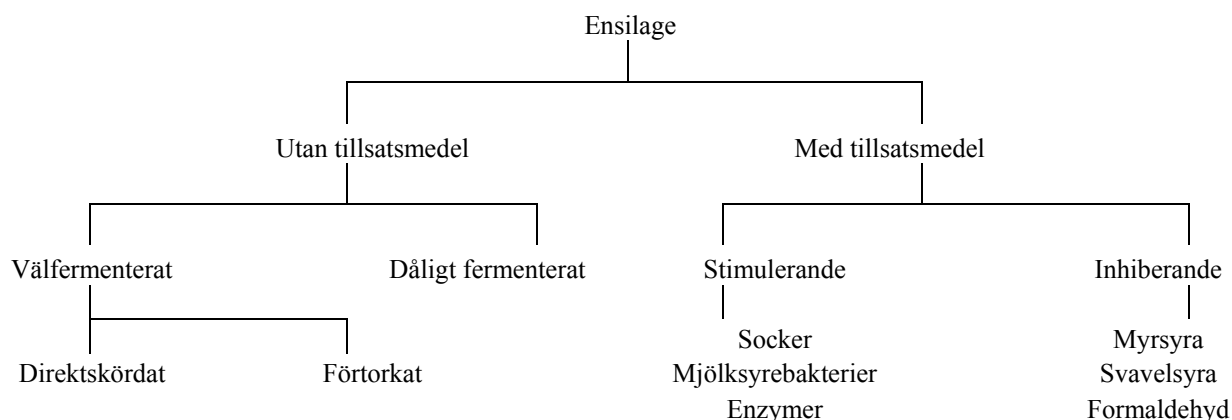 Ensilage
Utan tillsatsmedel
Med tillsatsmedel
Välfermenterat
Dåligt fermenterat
Stimulerande
Inhiberande
Direktskördat
Förtorkat
Socker
Mjölksyrebakterier
Enzymer
Myrsyra
Svavelsyra
Formaldehyd